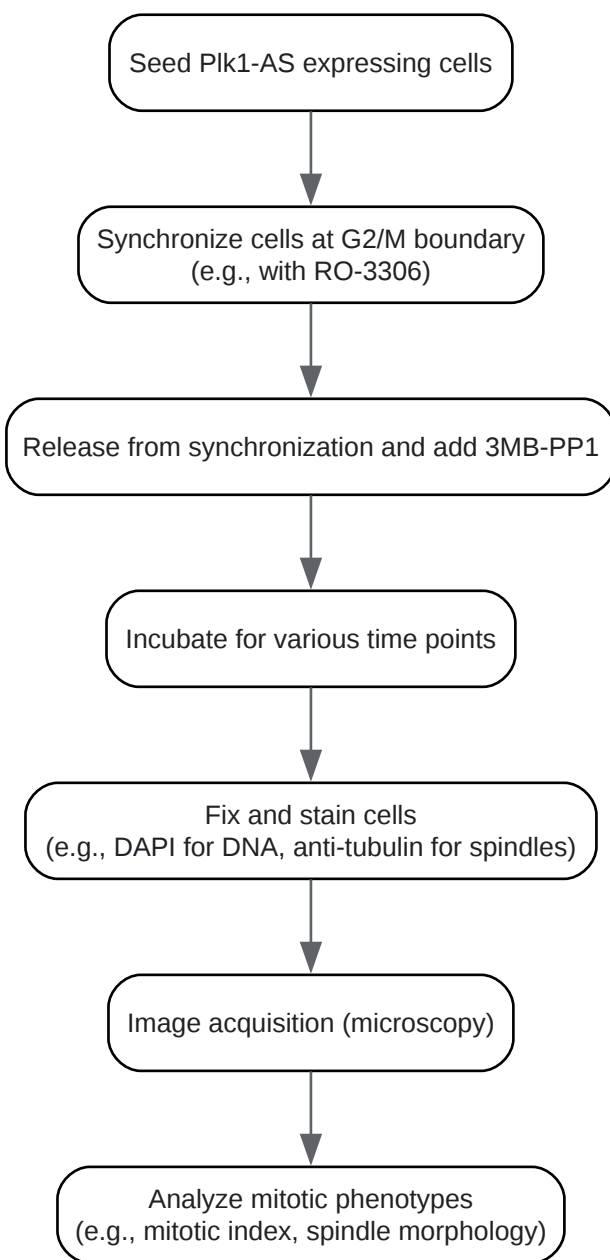 Seed Plk1-AS expressing cells
Synchronize cells at G2/M boundary
(e.g., with RO-3306)
Release from synchronization and add 3MB-PP1
Incubate for various time points
Fix and stain cells
(e.g., DAPI for DNA, anti-tubulin for spindles)
Image acquisition (microscopy)
Analyze mitotic phenotypes
(e.g., mitotic index, spindle morphology)